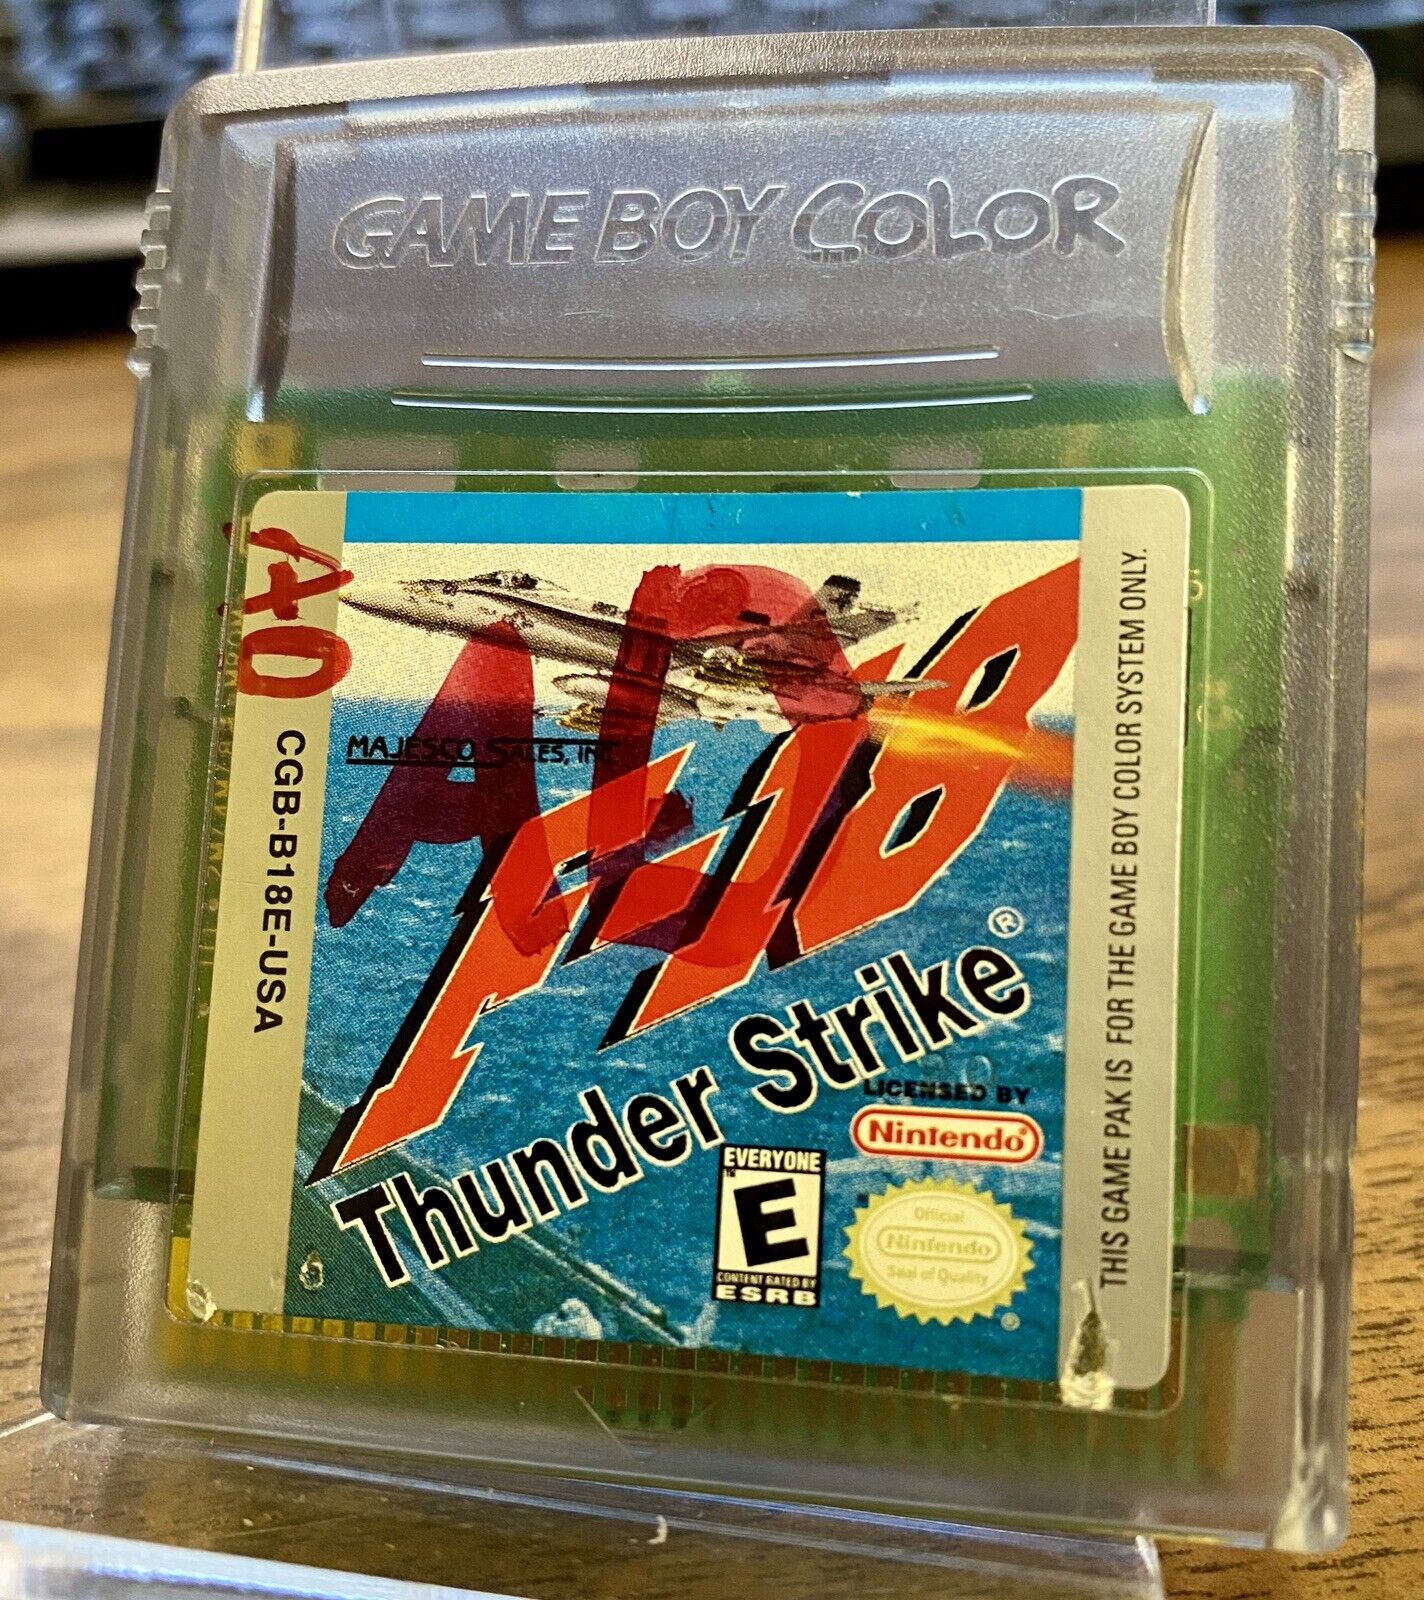 GAME BOY COLOR
AD
CGB-B18E-USA
AD
MAJESCO SALES, INC.
F-18
Thunder Strike®
LICENSED BY
Nintendo®
EVERYONE
E
CONTENT RATED BY
ESRB
Official
Nintendo
Seal of Quality
®
THIS GAME PAK IS FOR THE GAME BOY COLOR SYSTEM ONLY.